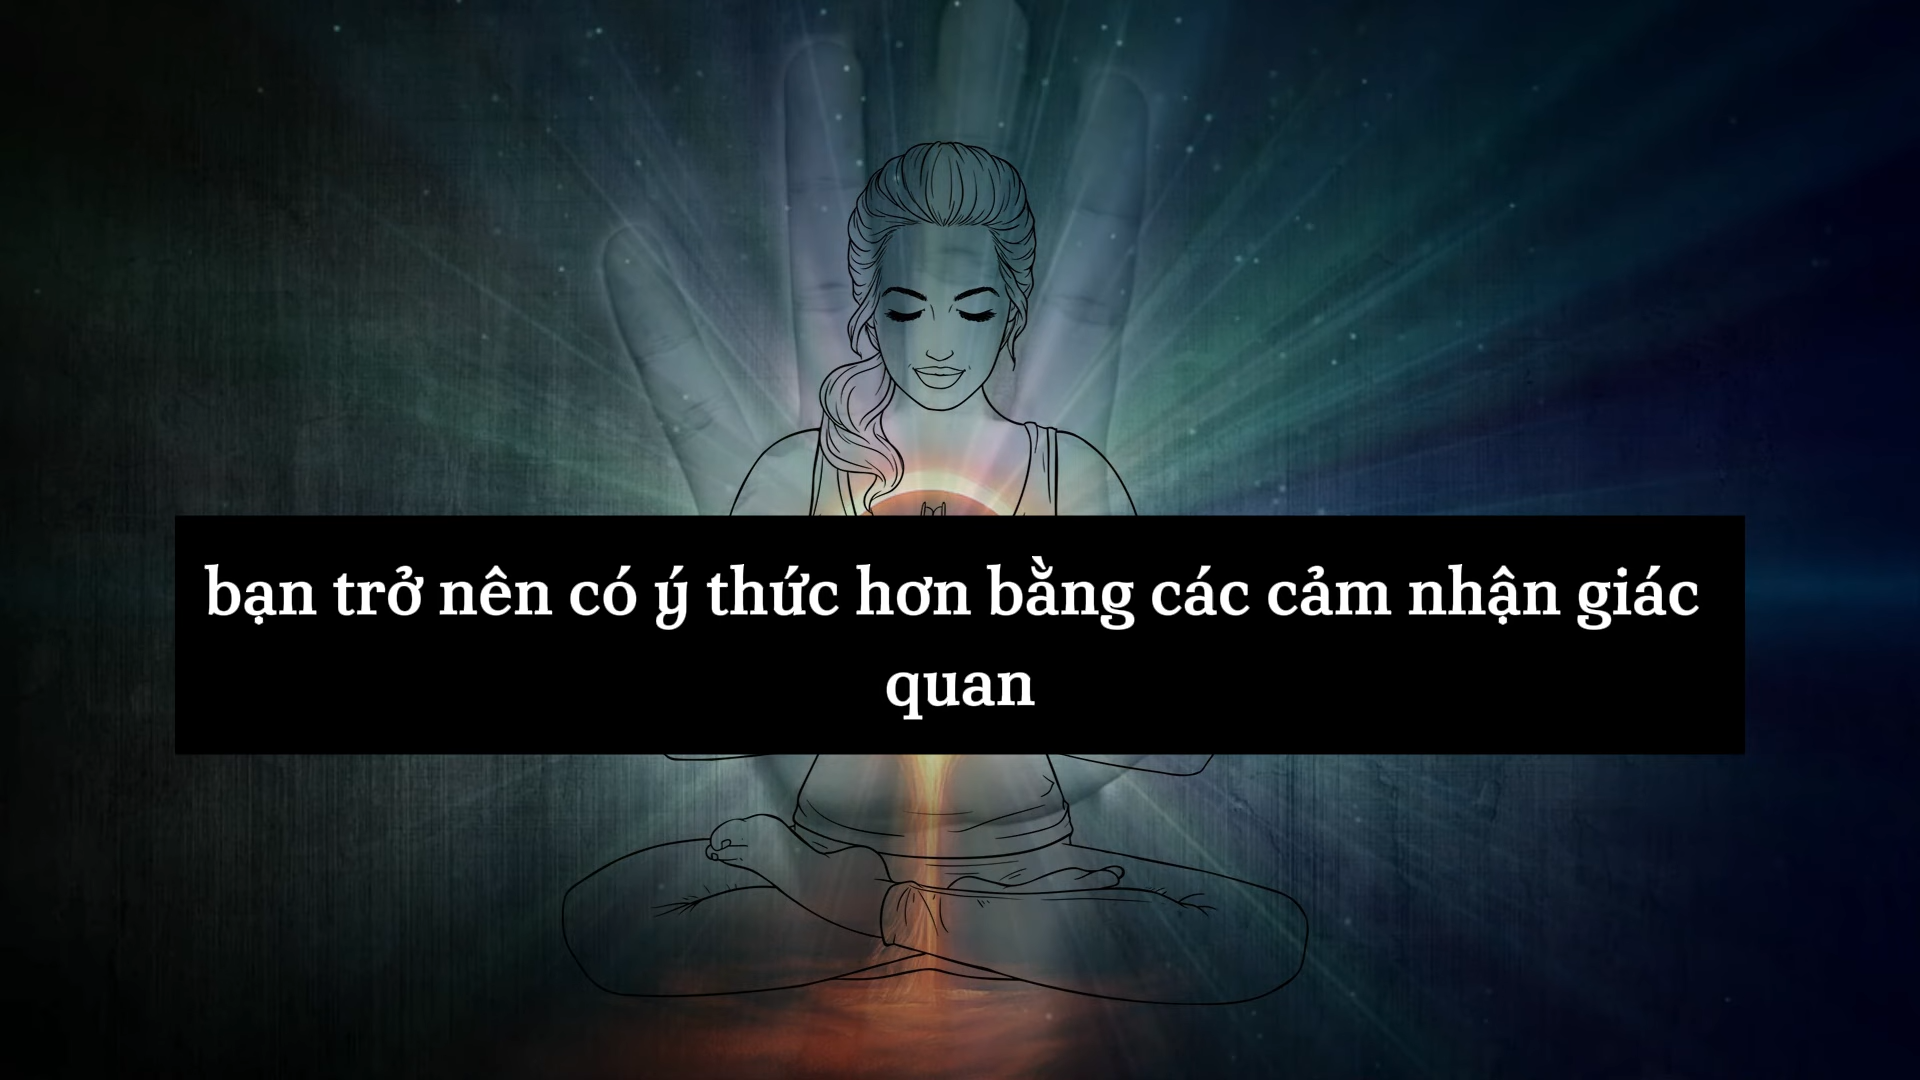 bạn trở nên có ý thức hơn bằng các cảm nhận giác
quan